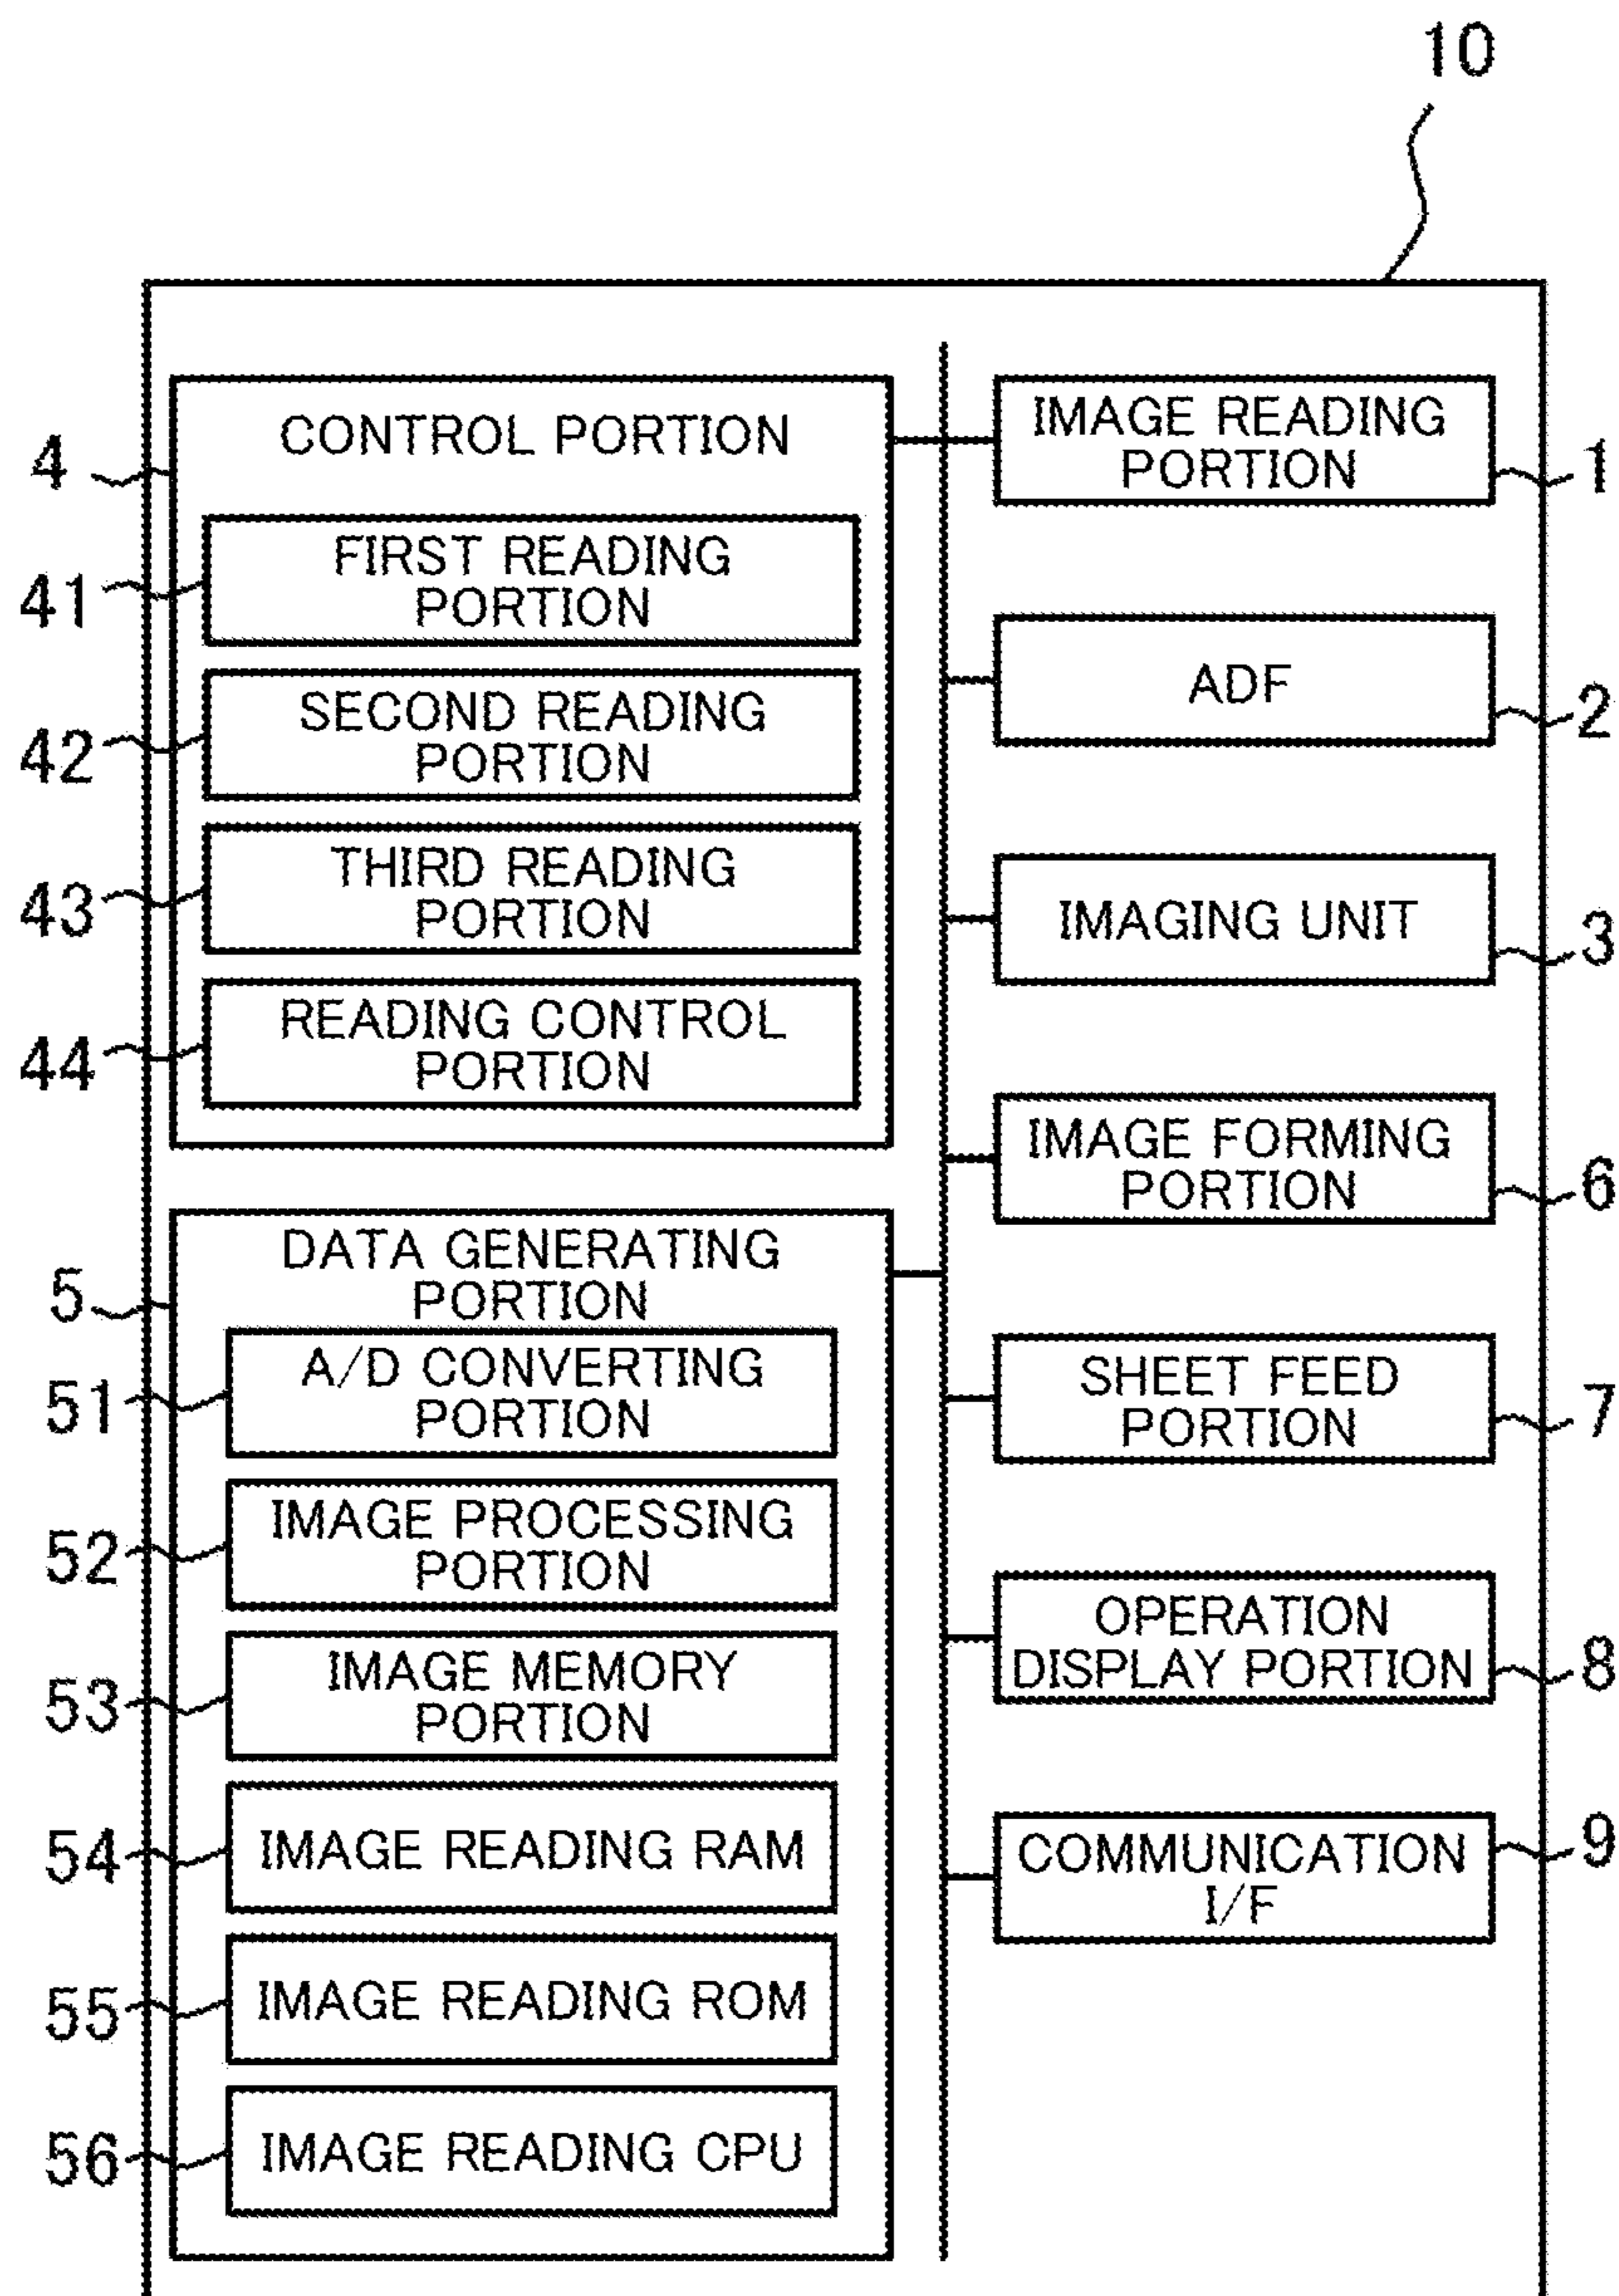 10
4
CONTROL PORTION
41
FIRST READING
PORTION
42
SECOND READING
PORTION
43
THIRD READING
PORTION
44
READING CONTROL
PORTION
5
DATA GENERATING
PORTION
51
A/D CONVERTING
PORTION
52
IMAGE PROCESSING
PORTION
53
IMAGE MEMORY
PORTION
54
IMAGE READING RAM
55
IMAGE READING ROM
56
IMAGE READING CPU
IMAGE READING
PORTION
1
ADF
2
IMAGING UNIT
3
IMAGE FORMING
PORTION
6
SHEET FEED
PORTION
7
OPERATION
DISPLAY PORTION
8
COMMUNICATION
I/F
9